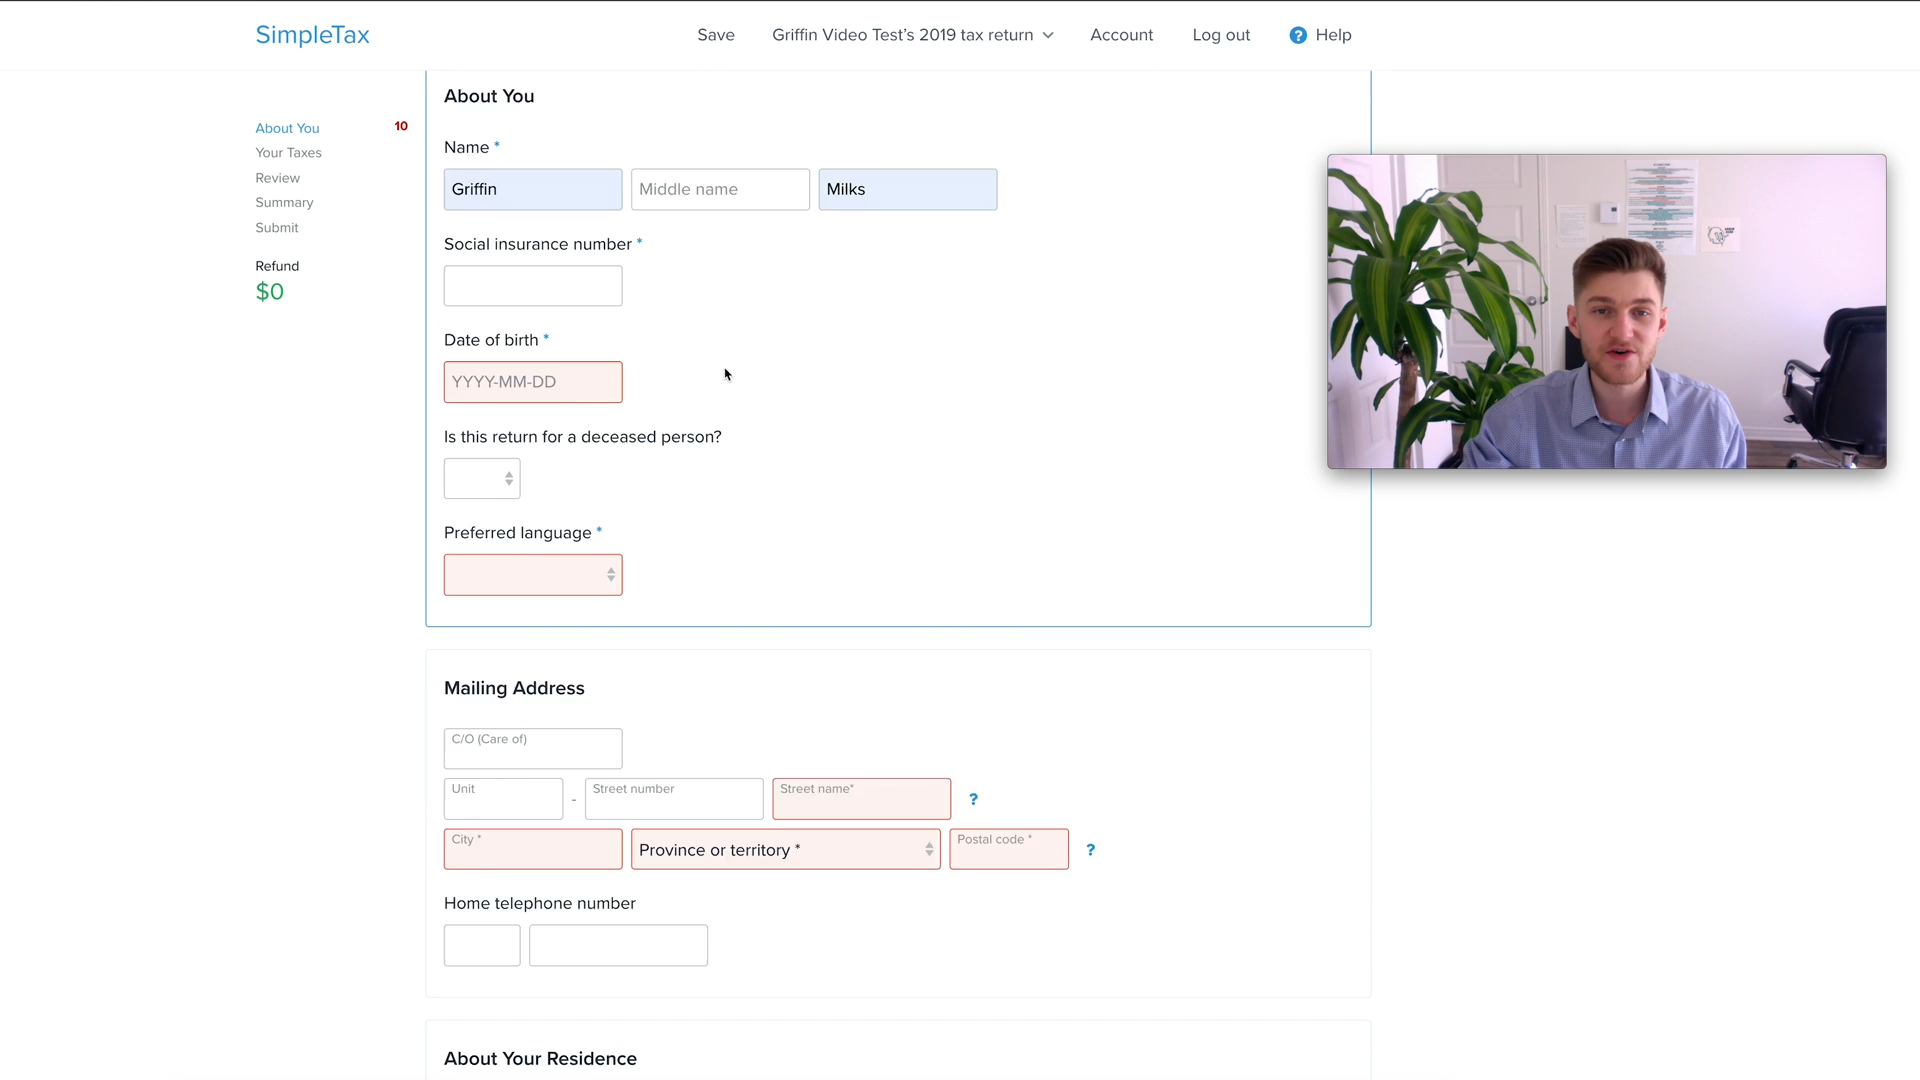 SimpleTax
Save
Griffin Video Test's 2019 tax return
Account
Log out
? Help
About You 10
Your Taxes
Review
Summary
Submit
Refund
$0
About You
Name *
Griffin
Middle name
Milks
Social insurance number *
Date of birth *
YYYY-MM-DD
Is this return for a deceased person?
Preferred language *
Mailing Address
C/O (Care of)
Unit
-
Street number
Street name*
?
City *
Province or territory *
Postal code *
?
Home telephone number
About Your Residence